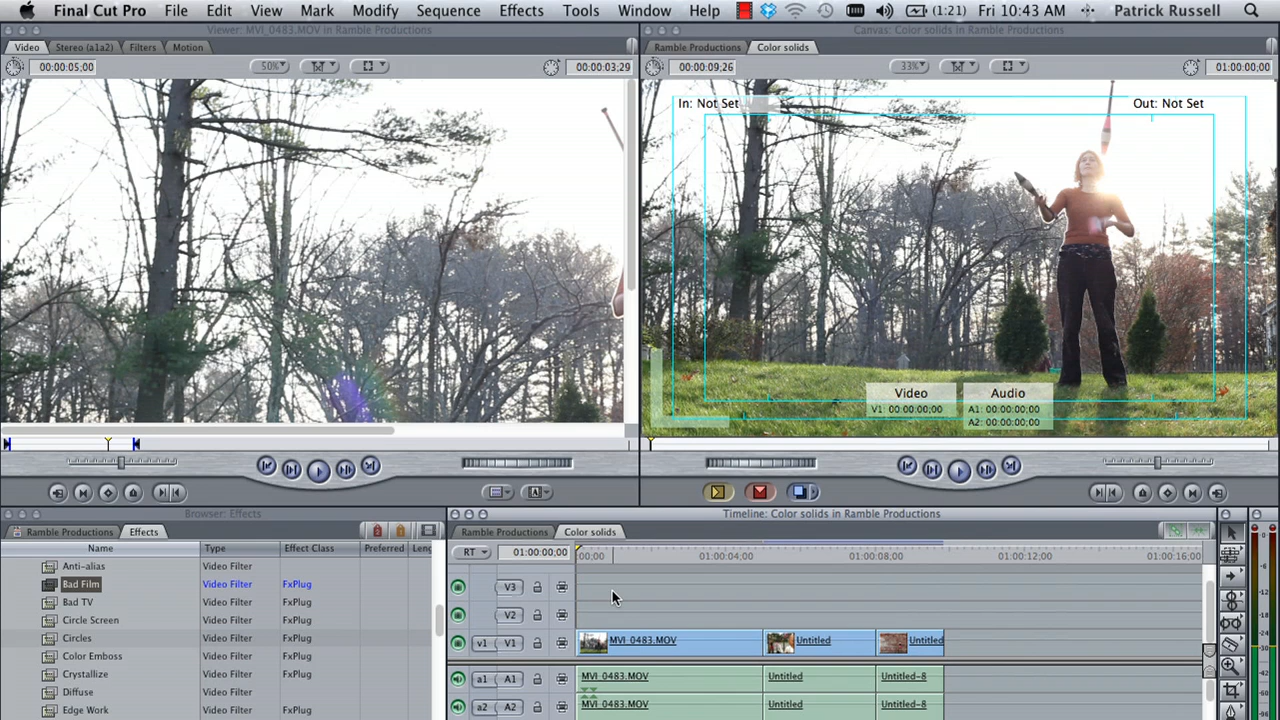 Final Cut Pro File Edit View Mark Modify Sequence Effects Tools Window Help (1:21) Fri 10:43 AM Patrick Russell
Viewer: MVI_0483.MOV in Ramble Productions
Canvas: Color solids in Ramble Productions
Video Stereo (a1a2) Filters Motion
Ramble Productions Color solids
00:00:05;00 50% 00:00:03;29
00:00:09;26 33% 01:00:00;00
In: Not Set Out: Not Set
Video Audio
V1: 00:00:00;00 A1: 00:00:00;00
A2: 00:00:00;00
Browser: Effects
Timeline: Color solids in Ramble Productions
Ramble Productions Effects
Ramble Productions Color solids
Name Type Effect Class Preferred Leng
RT 01:00:00;00 :00;00 01:00:04;00 01:00:08;00 01:00:12;00 01:00:16;00
Anti-alias Video Filter
Bad Film Video Filter FxPlug
Bad TV Video Filter FxPlug
Circle Screen Video Filter FxPlug
Circles Video Filter FxPlug
Color Emboss Video Filter FxPlug
Crystallize Video Filter FxPlug
Diffuse Video Filter FxPlug
Edge Work Video Filter FxPlug
V3
V2
v1 V1 MVI_0483.MOV Untitled Untitled
a1 A1 MVI_0483.MOV Untitled Untitled-8
a2 A2 MVI_0483.MOV Untitled Untitled-8